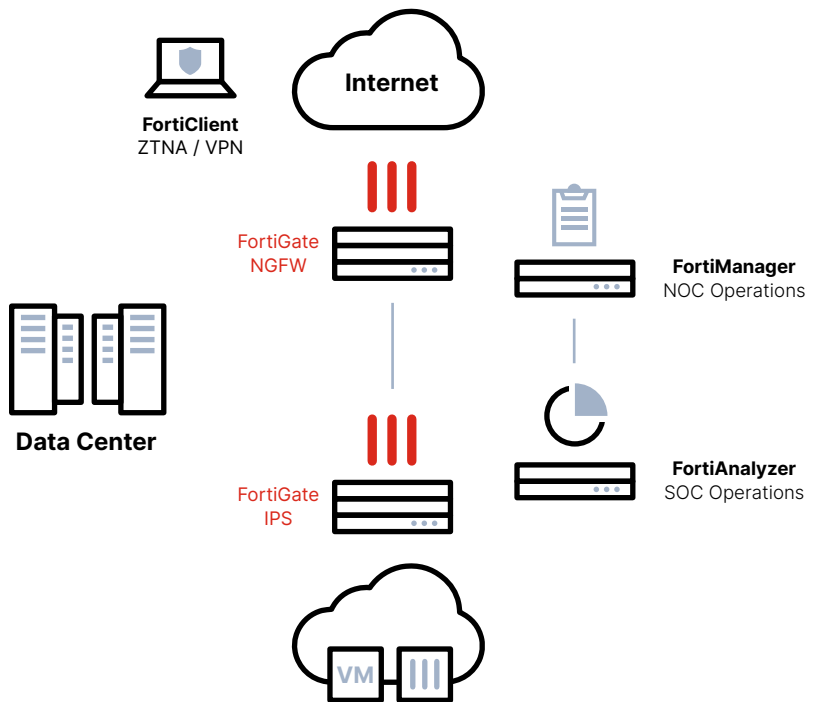 Internet
FortiClient
ZTNA / VPN
FortiGate
NGFW
FortiManager
NOC Operations
Data Center
FortiGate
IPS
FortiAnalyzer
SOC Operations
VM